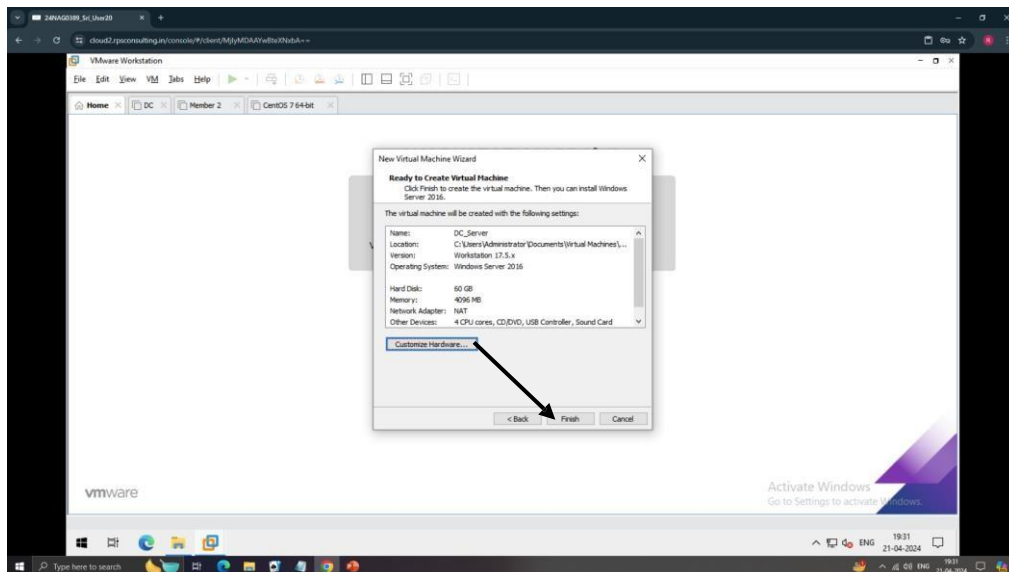 24NAG0389_Sri_User20
cloud2.rpsconsulting.in/console/#/client/MjIyMDAAYwBteXNxbA==
VMware Workstation
File Edit View VM Tabs Help
Home DC Member 2 CentOS 7 64-bit
New Virtual Machine Wizard
Ready to Create Virtual Machine
Click Finish to create the virtual machine. Then you can install Windows
Server 2016.
The virtual machine will be created with the following settings:
Name: DC_Server
Location: C:\Users\Administrator\Documents\Virtual Machines\...
Version: Workstation 17.5.x
Operating System: Windows Server 2016
Hard Disk: 60 GB
Memory: 4096 MB
Network Adapter: NAT
Other Devices: 4 CPU cores, CD/DVD, USB Controller, Sound Card
Customize Hardware...
< Back Finish Cancel
vmware
Activate Windows
Go to Settings to activate Windows.
ENG 19:31
21-04-2024
Type here to search
ENG 19:31
21-04-2024